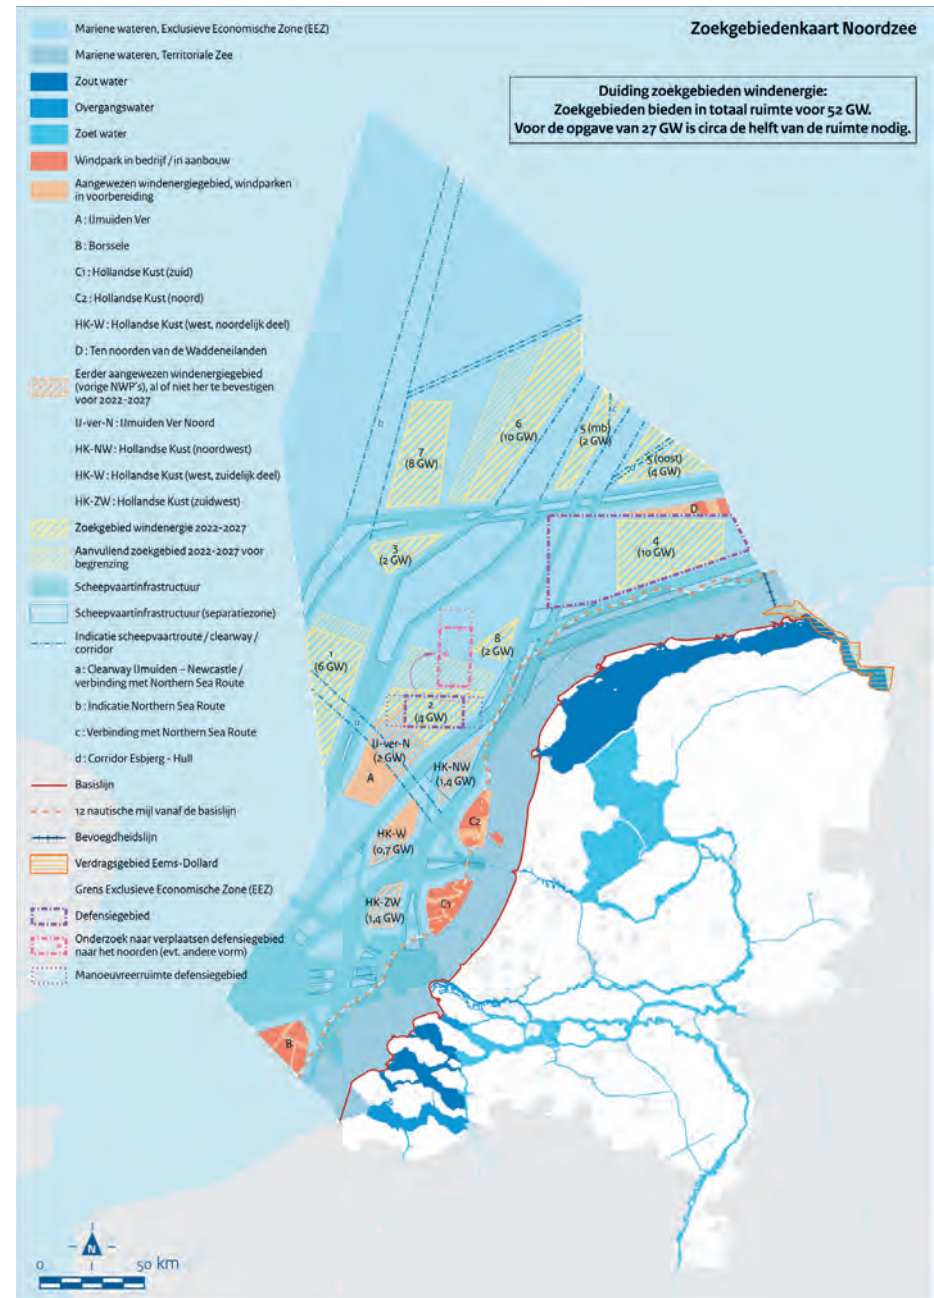 Zoekgebiedenkaart Noordzee
Duiding zoekgebieden windenergie:
Zoekgebieden bieden in totaal ruimte voor 52 GW.
Voor de opgave van 27 GW is circa de helft van de ruimte nodig.
Mariene wateren, Exclusieve Economische Zone (EEZ)
Mariene wateren, Territoriale Zee
Zout water
Overgangswater
Zoet water
Windpark in bedrijf / in aanbouw
Aangewezen windenergiegebied, windparken
in voorbereiding
A : IJmuiden Ver
B : Borssele
C1 : Hollandse Kust (zuid)
C2 : Hollandse Kust (noord)
HK-W : Hollandse Kust (west, noordelijk deel)
D : Ten noorden van de Waddeneilanden
Eerder aangewezen windenergiegebied
(vorige NWP's), al of niet her te bevestigen
voor 2022-2027
IJ-ver-N : IJmuiden Ver Noord
HK-NW : Hollandse Kust (noordwest)
HK-W : Hollandse Kust (west, zuidelijk deel)
HK-ZW : Hollandse Kust (zuidwest)
Zoekgebied windenergie 2022-2027
Aanvullend zoekgebied 2022-2027 voor
begrenzing
Scheepvaartinfrastructuur
Scheepvaartinfrastructuur (separatiezone)
Indicatie scheepvaartroute / clearway /
corridor
a : Clearway IJmuiden – Newcastle /
verbinding met Northern Sea Route
b : Indicatie Northern Sea Route
c : Verbinding met Northern Sea Route
d : Corridor Esbjerg - Hull
Basislijn
12 nautische mijl vanaf de basislijn
Bevoegdheidslijn
Verdragsgebied Eems-Dollard
Grens Exclusieve Economische Zone (EEZ)
Defensiegebied
Onderzoek naar verplaatsen defensiegebied
naar het noorden (evt. andere vorm)
Manoeuvreerruimte defensiegebied
b
6
(10 GW)
5 (mb)
(2 GW)
c
7
(8 GW)
5 (oost)
(4 GW)
D
4
(10 GW)
3
(2 GW)
8
(2 GW)
1
(6 GW)
2
(4 GW)
a
IJ-ver-N
(2 GW)
HK-NW
(1,4 GW)
A
C2
HK-W
(0,7 GW)
HK-ZW
(1,4 GW)
C1
B
N
0
50 km